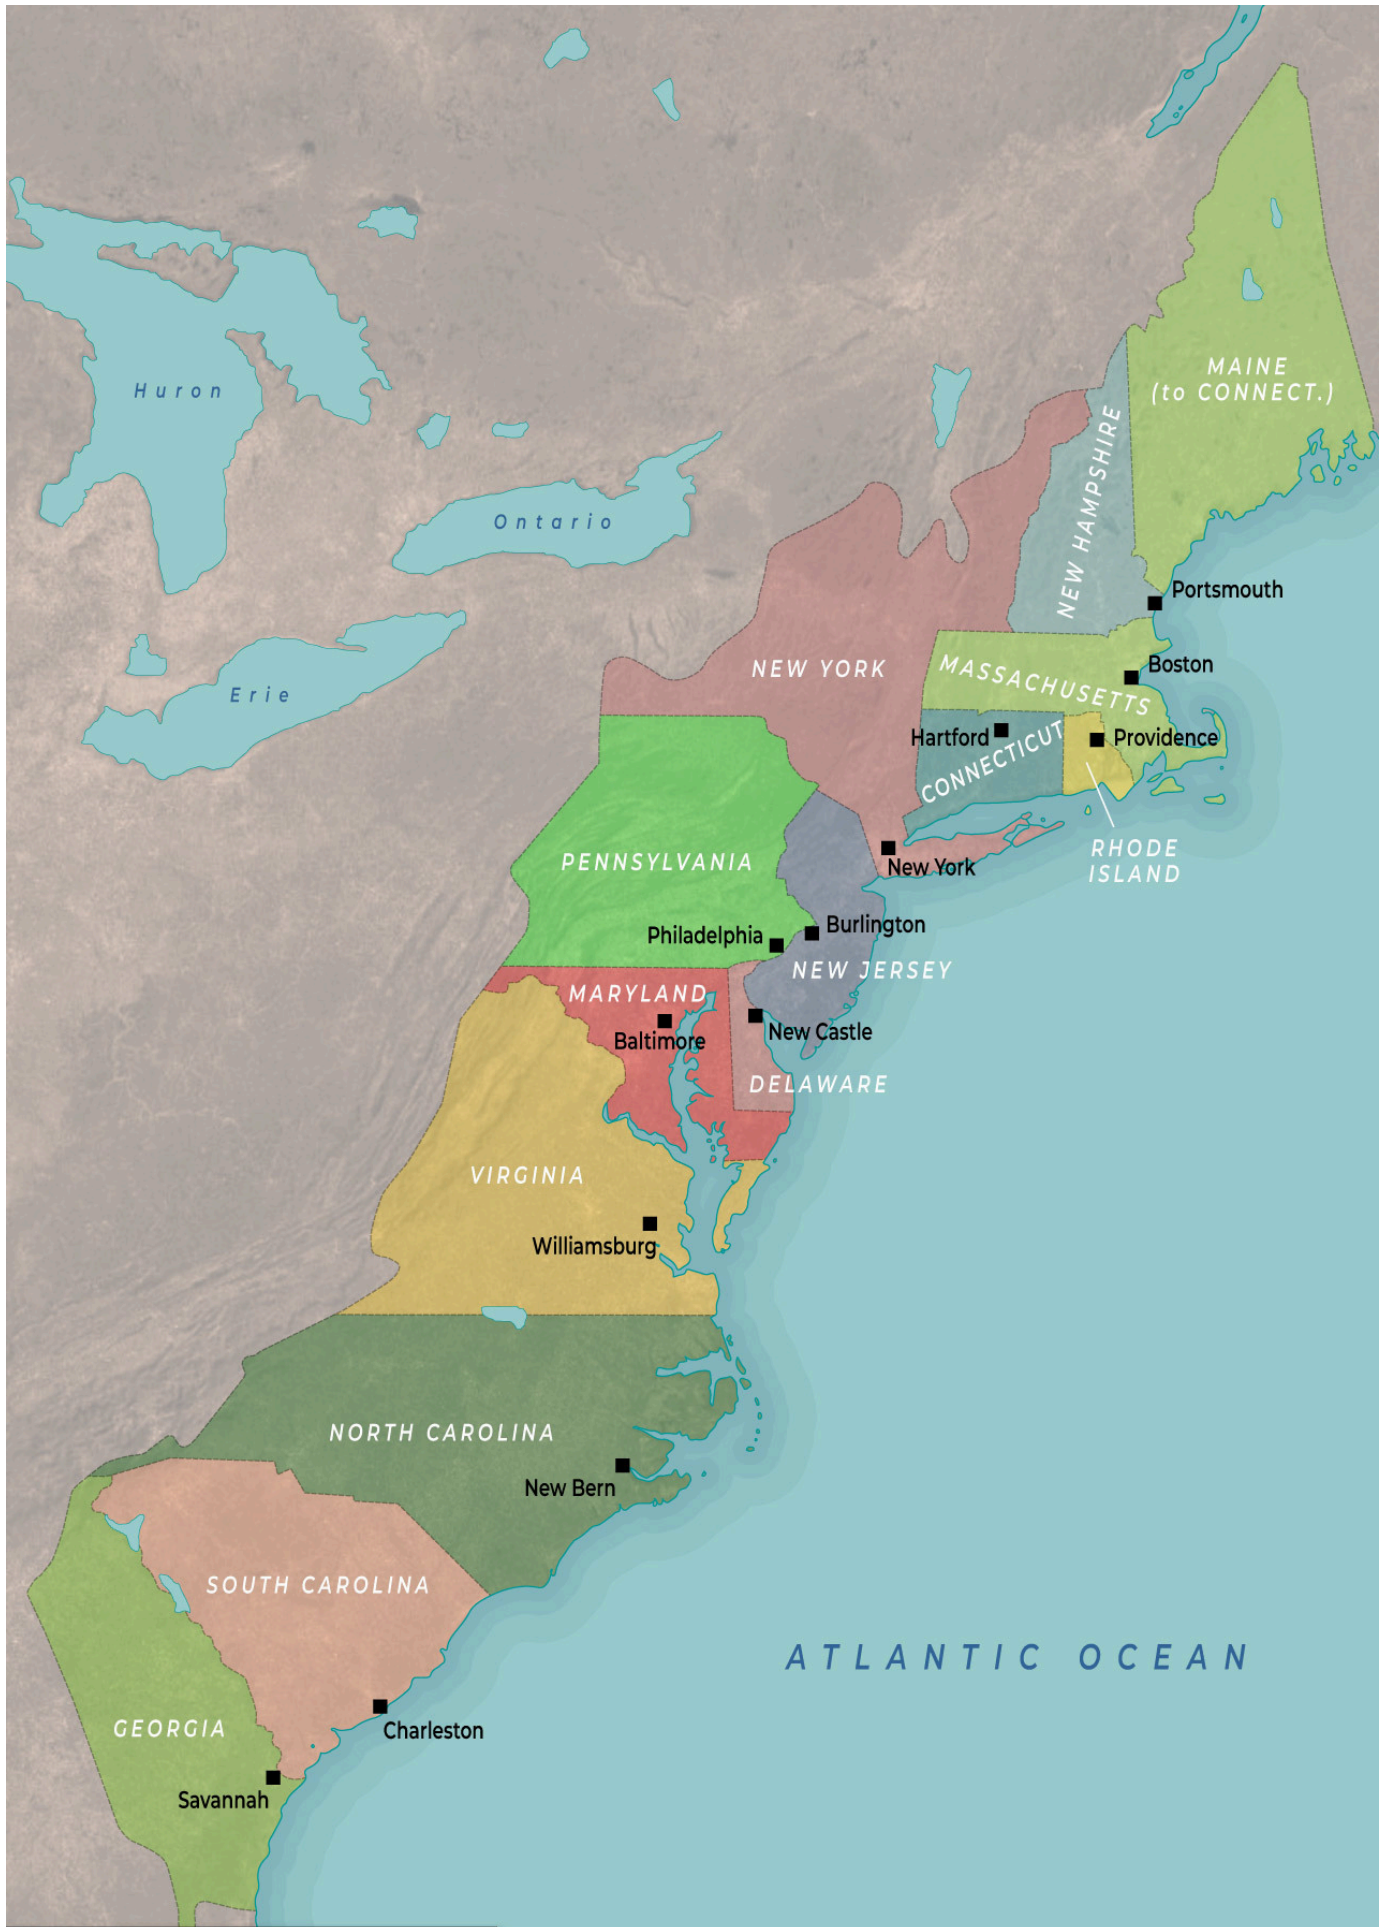 Huron
MAINE
(to CONNECT.)
NEW HAMPSHIRE
Ontario
Portsmouth
Erie
NEW YORK
MASSACHUSETTS
Boston
Hartford
CONNECTICUT
Providence
RHODE
ISLAND
PENNSYLVANIA
New York
Philadelphia
Burlington
NEW JERSEY
MARYLAND
Baltimore
New Castle
DELAWARE
VIRGINIA
Williamsburg
NORTH CAROLINA
New Bern
SOUTH CAROLINA
ATLANTIC OCEAN
GEORGIA
Charleston
Savannah